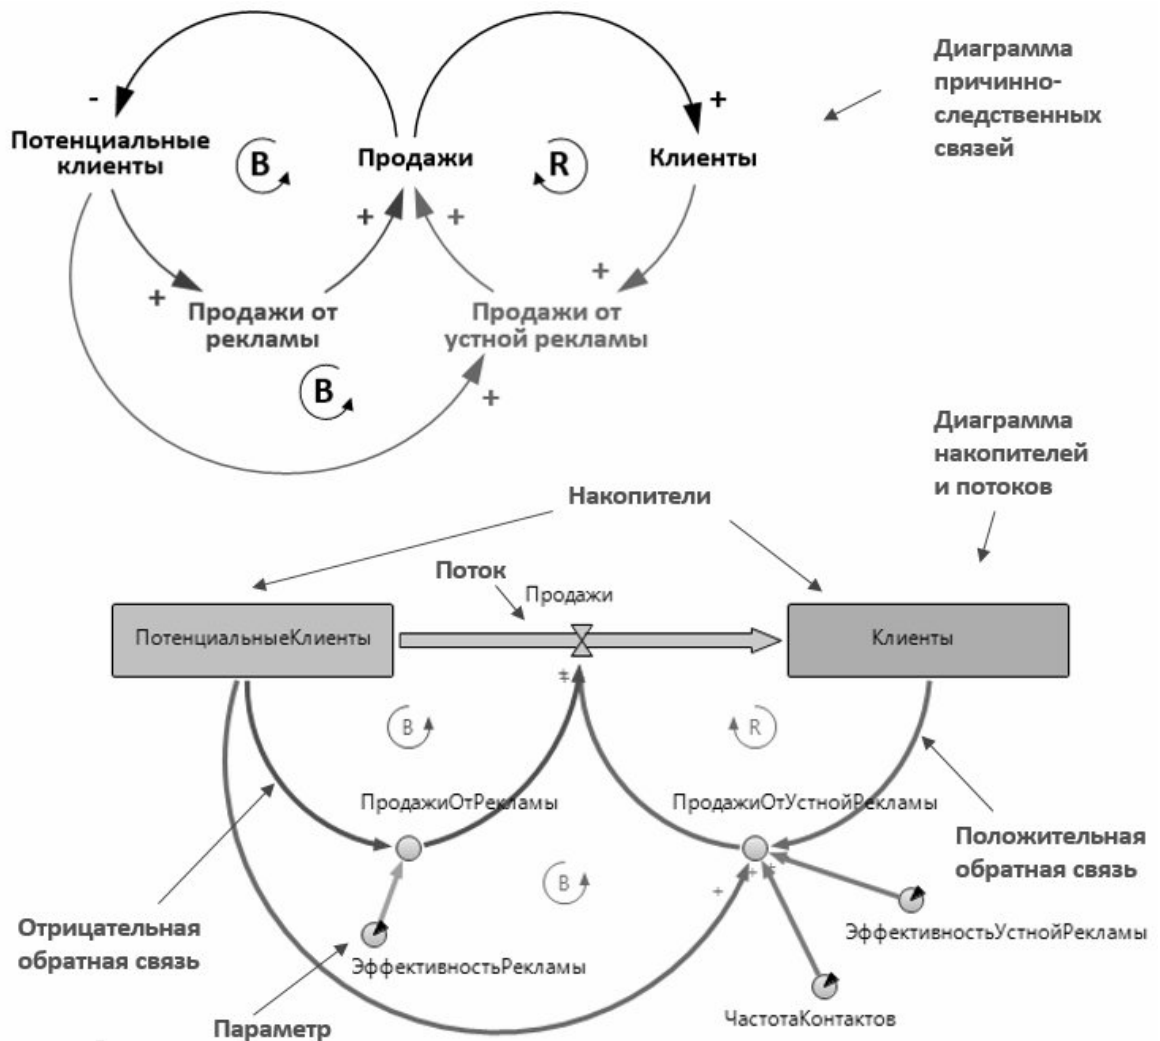 Диаграмма
причинно-
следственных
связей
-
+
Потенциальные
клиенты
B
Продажи
R
Клиенты
+
+
+
+
Продажи от
рекламы
Продажи от
устной рекламы
B
+
Диаграмма
накопителей
и потоков
Накопители
Поток
Продажи
ПотенциальныеКлиенты
Клиенты
+
+
B
R
ПродажиОтРекламы
ПродажиОтУстнойРекламы
Положительная
обратная связь
B
+
+
+
+
Отрицательная
обратная связь
ЭффективностьРекламы
ЭффективностьУстнойРекламы
ЧастотаКонтактов
Параметр